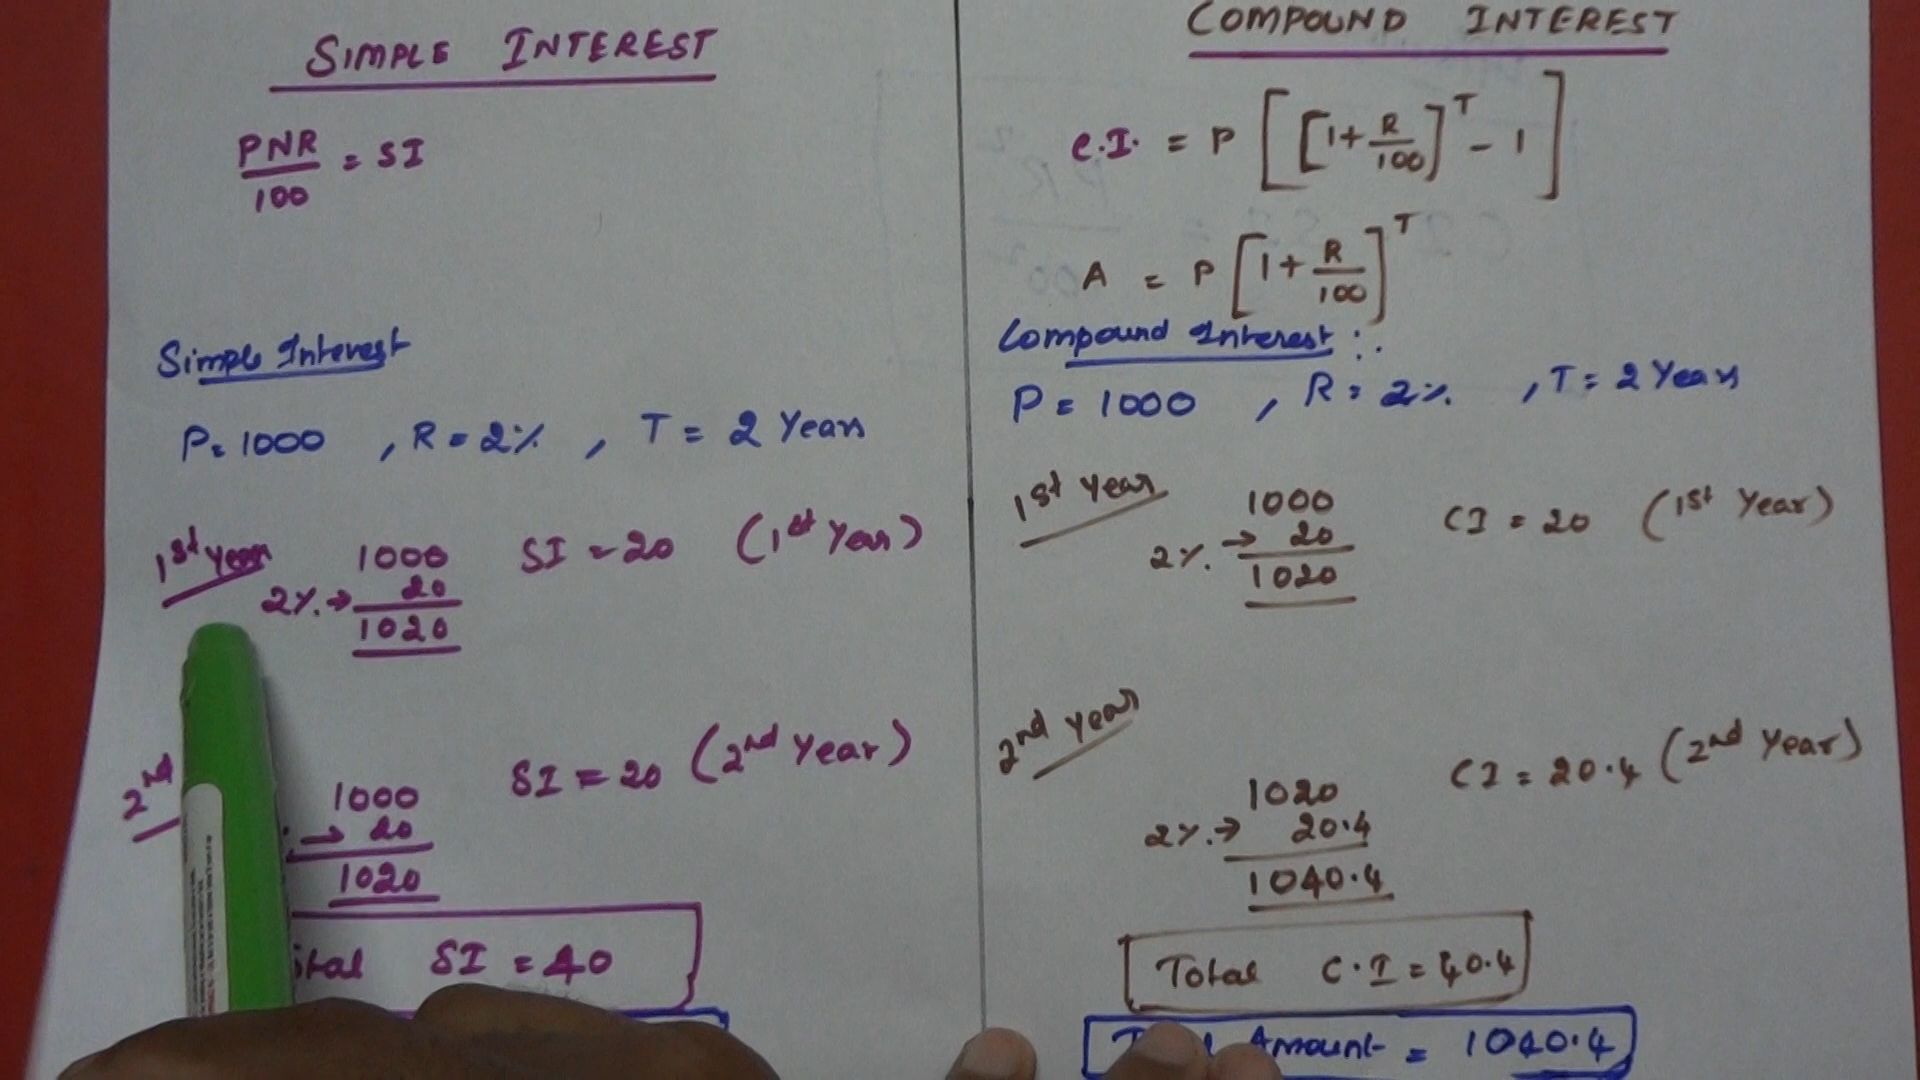 SIMPLE INTEREST
PNR/100 = SI
Simple Interest
P = 1000 , R = 2% , T = 2 Years
1st year
1000 SI = 20 (1st Year)
2% → 20
1020
2nd
1000 SI = 20 (2nd Year)
→ 20
1020
SI = 40
COMPOUND INTEREST
C.I. = P [[1 + R/100]^T - 1]
A = P [1 + R/100]^T
Compound Interest :.
P = 1000 , R = 2% , T = 2 Years
1st year
1000 CI = 20 (1st Year)
2% → 20
1020
2nd year
1020 CI = 20.4 (2nd Year)
2% → 20.4
1040.4
Total C.I = 40.4
Amount = 1040.4